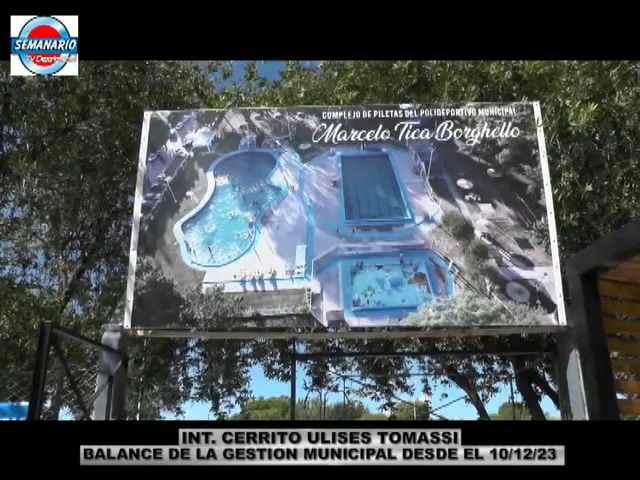 SEMANARIO
COMPLEJO DE PILETAS DEL POLIDEPORTIVO MUNICIPAL
Marcelo Tica Borghello
INT. CERRITO ULISES TOMASSI
BALANCE DE LA GESTION MUNICIPAL DESDE EL 10/12/23